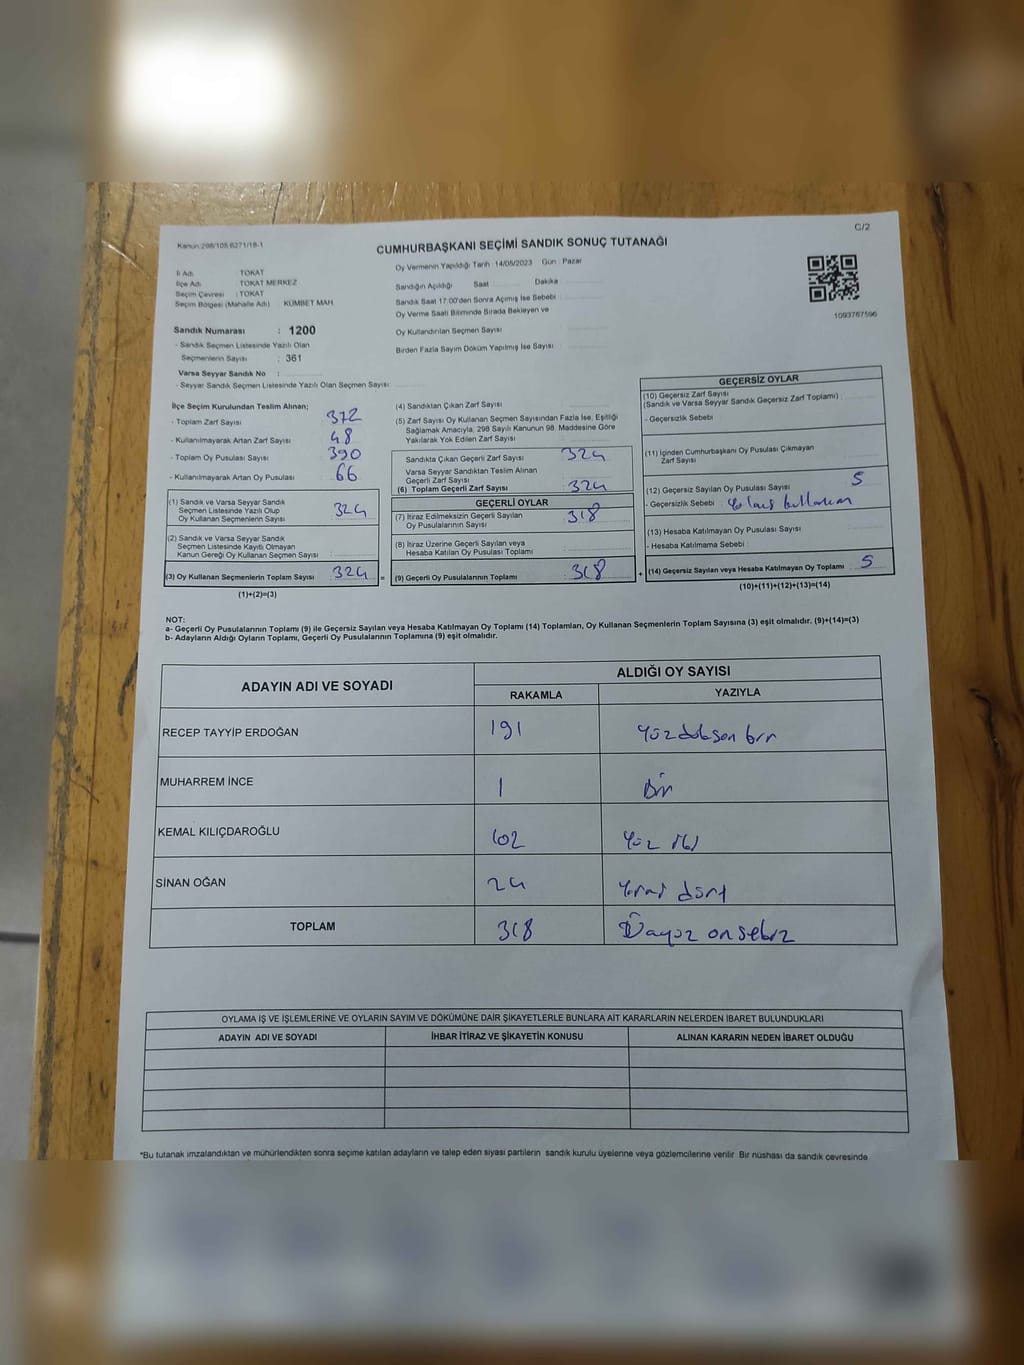 C/2
Kanun:298/105 6271/18-1
CUMHURBAŞKANI SEÇİMİ SANDIK SONUÇ TUTANAĞI
İl Adı : TOKAT
İlçe Adı : TOKAT MERKEZ
Seçim Çevresi : TOKAT
Seçim Bölgesi (Mahalle Adı) : KÜMBET MAH.
Oy Vermenin Yapıldığı Tarih :14/05/2023 Gün : Pazar
Sandığın Açıldığı Saat Dakika
Sandık Saat 17:00'den Sonra Açımış İse Sebebi :
Oy Verme Saati Bitiminde Sırada Bekleyen ve
Oy Kullandırılan Seçmen Sayısı
Birden Fazla Sayım Döküm Yapılmış İse Sayısı :
1093767596
Sandık Numarası : 1200
- Sandık Seçmen Listesinde Yazılı Olan
Seçmenlerin Sayısı : 361
Varsa Seyyar Sandık No :
- Seyyar Sandık Seçmen Listesinde Yazılı Olan Seçmen Sayısı :
İlçe Seçim Kurulundan Teslim Alınan;
- Toplam Zarf Sayısı : 372
- Kullanılmayarak Artan Zarf Sayısı : 48
- Toplam Oy Pusulası Sayısı : 390
- Kullanılmayarak Artan Oy Pusulası : 66
(1) Sandık ve Varsa Seyyar Sandık
Seçmen Listesinde Yazılı Olup
Oy Kullanan Seçmenlerin Sayısı : 324
(2) Sandık ve Varsa Seyyar Sandık
Seçmen Listesinde Kayıtlı Olmayan
Kanun Gereği Oy Kullanan Seçmen Sayısı :
(3) Oy Kullanan Seçmenlerin Toplam Sayısı : 324 =
(1)+(2)=(3)
(4) Sandıktan Çıkan Zarf Sayısı :
(5) Zarf Sayısı Oy Kullanan Seçmen Sayısından Fazla İse, Eşitliği
Sağlamak Amacıyla, 298 Sayılı Kanunun 98. Maddesine Göre
Yakılarak Yok Edilen Zarf Sayısı :
Sandıkta Çıkan Geçerli Zarf Sayısı : 324
Varsa Seyyar Sandıktan Teslim Alınan
Geçerli Zarf Sayısı :
(6) Toplam Geçerli Zarf Sayısı : 324
GEÇERLİ OYLAR
(7) İtiraz Edilmeksizin Geçerli Sayılan
Oy Pusulalarının Sayısı : 318
(8) İtiraz Üzerine Geçerli Sayılan veya
Hesaba Katılan Oy Pusulası Toplamı :
(9) Geçerli Oy Pusulalarının Toplamı : 318 +
GEÇERSİZ OYLAR
(10) Geçersiz Zarf Sayısı
(Sandık ve Varsa Seyyar Sandık Geçersiz Zarf Toplamı) :
- Geçersizlik Sebebi :
(11) İçinden Cumhurbaşkanı Oy Pusulası Çıkmayan
Zarf Sayısı
(12) Geçersiz Sayılan Oy Pusulası Sayısı : 5
- Geçersizlik Sebebi :
(13) Hesaba Katılmayan Oy Pusulası Sayısı :
- Hesaba Katılmama Sebebi :
(14) Geçersiz Sayılan veya Hesaba Katılmayan Oy Toplamı : 5
(10)+(11)+(12)+(13)=(14)
NOT:
a- Geçerli Oy Pusulalarının Toplamı (9) ile Geçersiz Sayılan veya Hesaba Katılmayan Oy Toplamı (14) Toplamları, Oy Kullanan Seçmenlerin Toplam Sayısına (3) eşit olmalıdır. (9)+(14)=(3)
b- Adayların Aldığı Oyların Toplamı, Geçerli Oy Pusulalarının Toplamına (9) eşit olmalıdır.
ADAYIN ADI VE SOYADI ALDIĞI OY SAYISI
RAKAMLA YAZIYLA
RECEP TAYYİP ERDOĞAN 191 Yüz doksan bir
MUHARREM İNCE 1 Bir
KEMAL KILIÇDAROĞLU 102 Yüz iki
SİNAN OĞAN 24 Yirmi dört
TOPLAM 318 Üçyüz onsekiz
OYLAMA İŞ VE İŞLEMLERİNE VE OYLARIN SAYIM VE DÖKÜMÜNE DAİR ŞİKAYETLERLE BUNLARA AİT KARARLARIN NELERDEN İBARET BULUNDUKLARI
ADAYIN ADI VE SOYADI İHBAR İTİRAZ VE ŞİKAYETİN KONUSU ALINAN KARARIN NEDEN İBARET OLDUĞU
*Bu tutanak imzalandıktan ve mühürlendikten sonra seçime katılan adayların ve talep eden siyasi partilerin sandık kurulu üyelerine veya gözlemcilerine verilir. Bir nüshası da sandık çevresinde